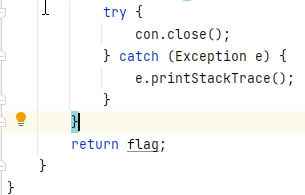 try {
con.close();
} catch (Exception e) {
e.printStackTrace();
}
}
return flag;
}
}